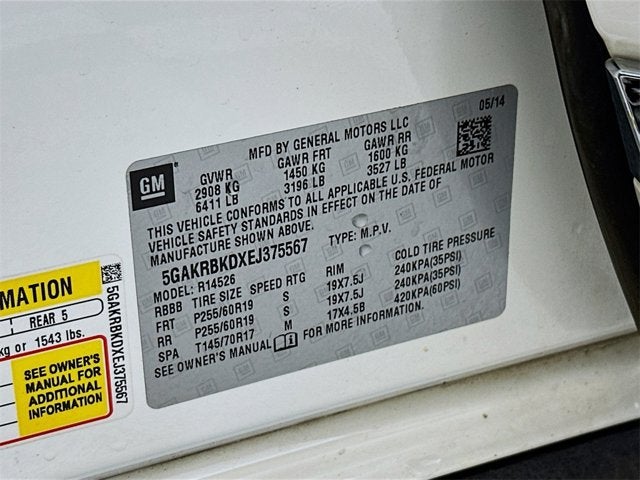 05/14
MFD BY GENERAL MOTORS LLC
GM
GVWR GAWR FRT GAWR RR
2908 KG 1450 KG 1600 KG
6411 LB 3196 LB 3527 LB
THIS VEHICLE CONFORMS TO ALL APPLICABLE U.S. FEDERAL MOTOR
VEHICLE SAFETY STANDARDS IN EFFECT ON THE DATE OF
MANUFACTURE SHOWN ABOVE.
5GAKRBKDXEJ375567 TYPE: M.P.V.
MODEL: R14526
RBBB TIRE SIZE SPEED RTG RIM COLD TIRE PRESSURE
FRT P255/60R19 S 19X7.5J 240KPA(35PSI)
RR P255/60R19 S 19X7.5J 240KPA(35PSI)
SPA T145/70R17 M 17X4.5B 420KPA(60PSI)
SEE OWNER'S MANUAL FOR MORE INFORMATION.
MATION
REAR 5
kg or 1543 lbs.
SEE OWNER'S
MANUAL FOR
ADDITIONAL
INFORMATION
5GAKRBKDXEJ375567